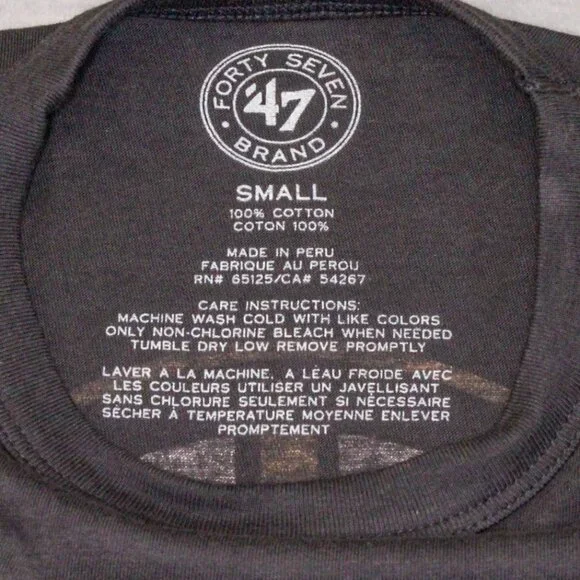 FORTY SEVEN
'47
BRAND
SMALL
100% COTTON
COTON 100%
MADE IN PERU
FABRIQUE AU PEROU
RN# 65125/CA# 54267
CARE INSTRUCTIONS:
MACHINE WASH COLD WITH LIKE COLORS
ONLY NON-CHLORINE BLEACH WHEN NEEDED
TUMBLE DRY LOW REMOVE PROMPTLY
LAVER A LA MACHINE, A LEAU FROIDE AVEC
LES COULEURS UTILISER UN JAVELLISANT
SANS CHLORURE SEULEMENT SI NÉCESSAIRE
SÉCHER À TEMPERATURE MOYENNE ENLEVER
PROMPTEMENT